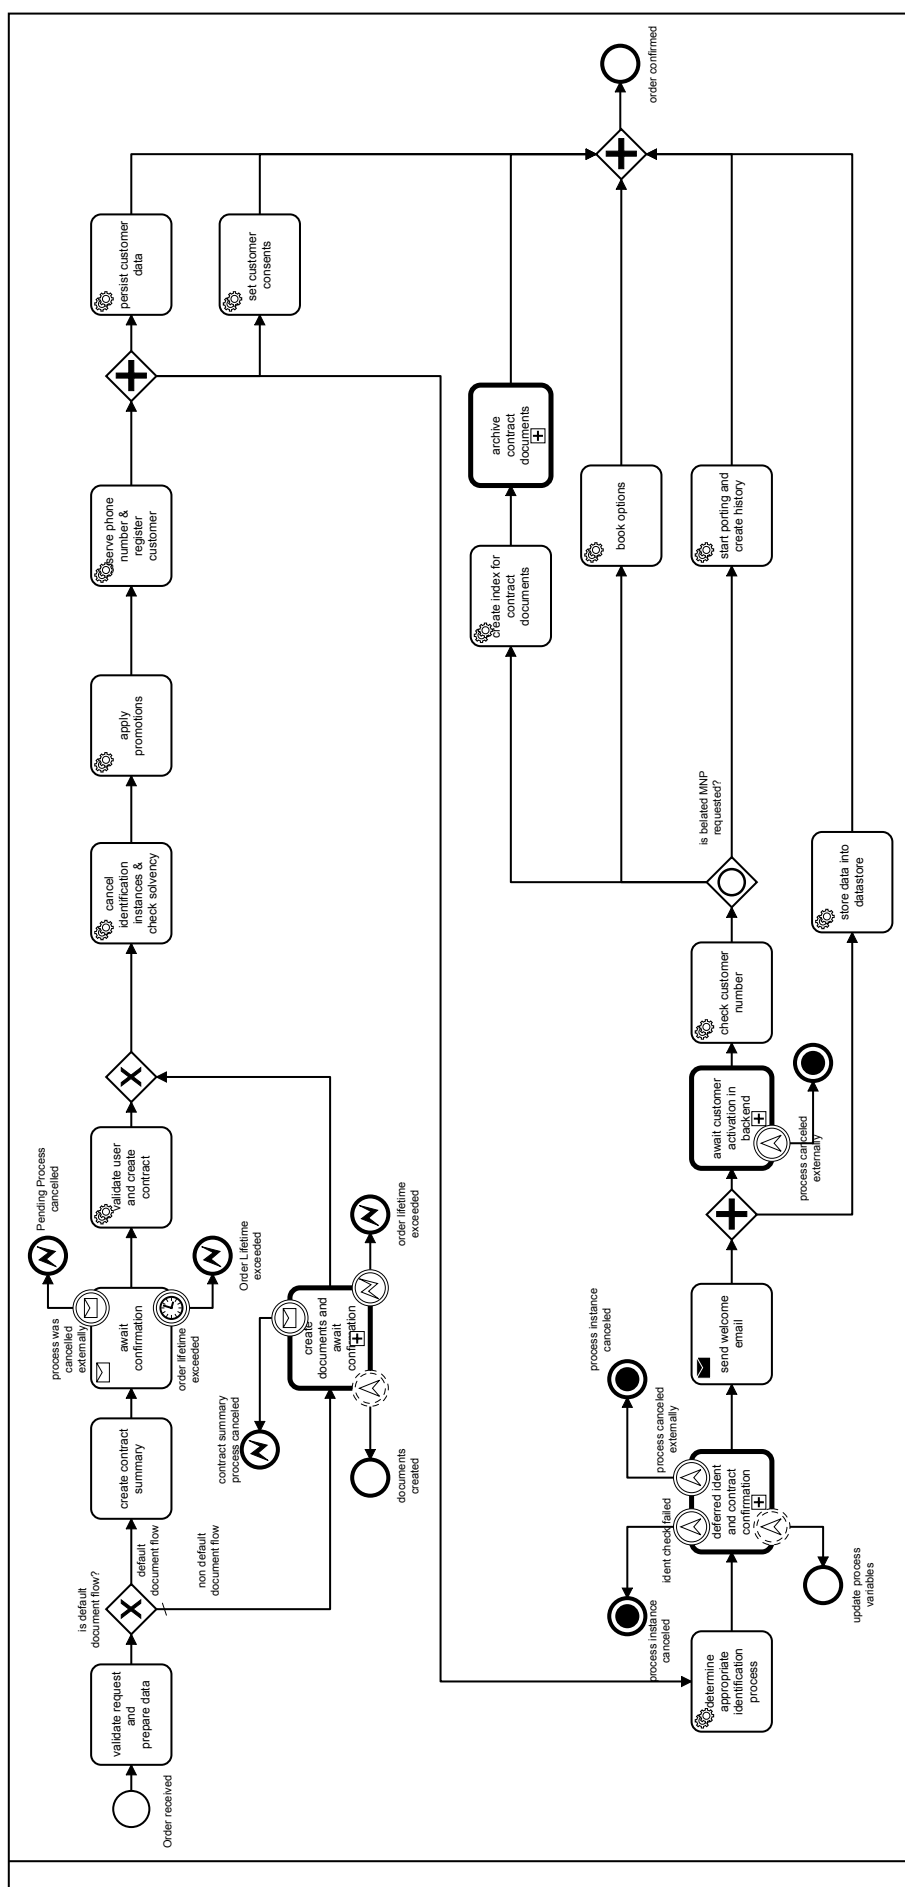 Order received
validate request
and
prepare data
is default
document flow?
default
document flow
non default
document flow
create contract
summary
await
confirmation
process was
cancelled
externally
Pending Process
cancelled
order lifetime
exceeded
Order Lifetime
exceeded
validate user
and create
contract
create
documents and
await
confirmation
contract summary
process canceled
documents
created
order lifetime
exceeded
cancel
identification
instances &
check solvency
apply
promotions
serve phone
number &
register
customer
persist customer
data
set customer
consents
determine
appropriate
identification
process
deferred ident
and contract
confirmation
ident check failed
process instance
canceled
process canceled
externally
process instance
canceled
update process
variables
send welcome
email
await customer
activation in
backend
process canceled
externally
check customer
number
store data into
datastore
is belated MNP
requested?
create index for
contract
documents
archive
contract
documents
book options
start porting and
create history
order confirmed